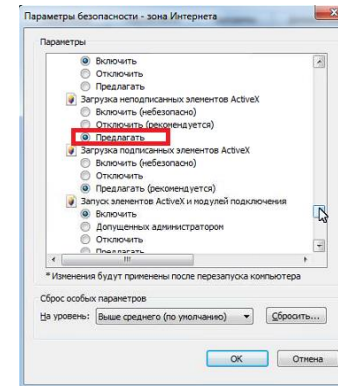 Параметры безопасности - зона Интернета
Параметры
Включить
Отключить
Предлагать
Загрузка неподписанных элементов ActiveX
Включить (небезопасно)
Отключить (рекомендуется)
Предлагать
Загрузка подписанных элементов ActiveX
Включить (небезопасно)
Отключить
Предлагать (рекомендуется)
Запуск элементов ActiveX и модулей подключения
Включить
Допущенных администратором
Отключить
Предлагать
* Изменения будут применены после перезапуска компьютера
Сброс особых параметров
На уровень: Выше среднего (по умолчанию) Сбросить...
OK Отмена